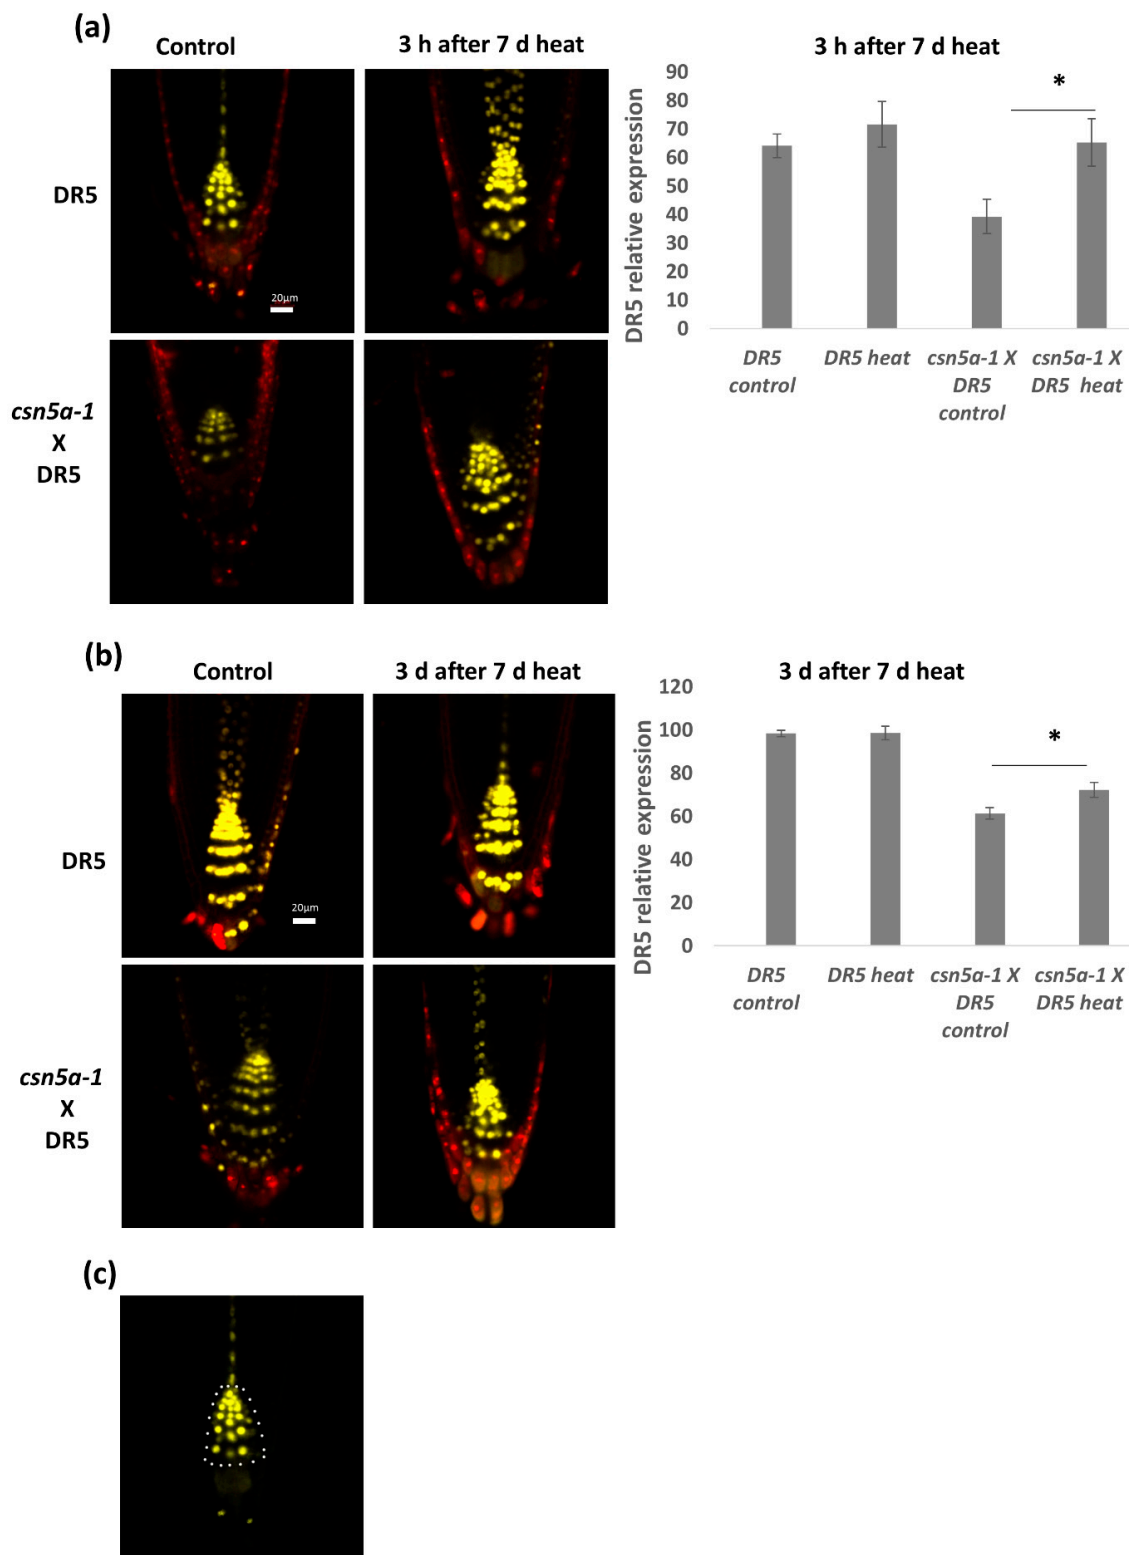 (a)
Control
3 h after 7 d heat
DR5
20µm
csn5a-1
X
DR5
3 h after 7 d heat
DR5 relative expression
90
80
70
60
50
40
30
20
10
0
*
DR5
control
DR5 heat
csn5a-1 X
DR5
control
csn5a-1 X
DR5 heat
(b)
Control
3 d after 7 d heat
DR5
20µm
csn5a-1
X
DR5
3 d after 7 d heat
DR5 relative expression
120
100
80
60
40
20
0
*
DR5
control
DR5 heat
csn5a-1 X
DR5
control
csn5a-1 X
DR5 heat
(c)